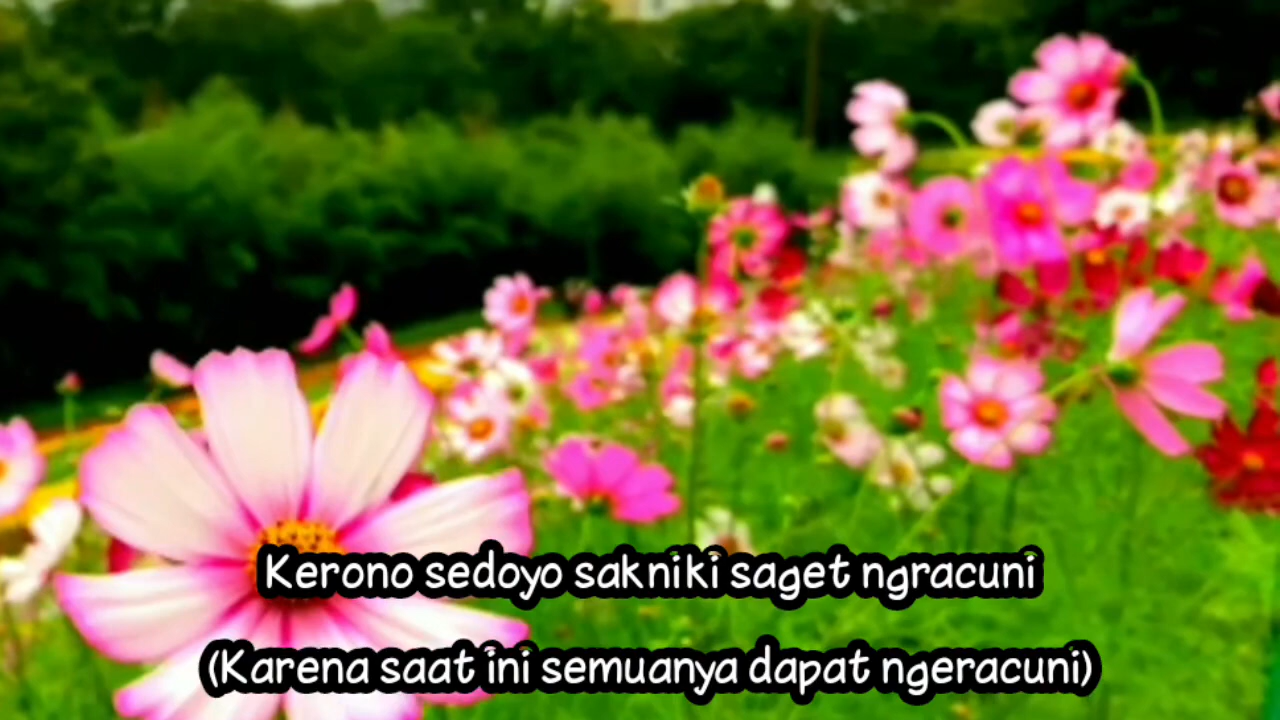 Kerono sedoyo sakniki saget ngracuni
(Karena saat ini semuanya dapat ngeracuni)